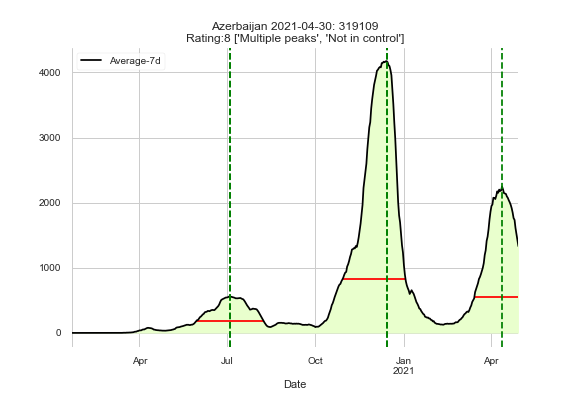 Azerbaijan 2021-04-30: 319109
Rating:8 ['Multiple peaks', 'Not in control']
Average-7d
4000
3000
2000
1000
0
Apr
Jul
Oct
Jan
2021
Apr
Date